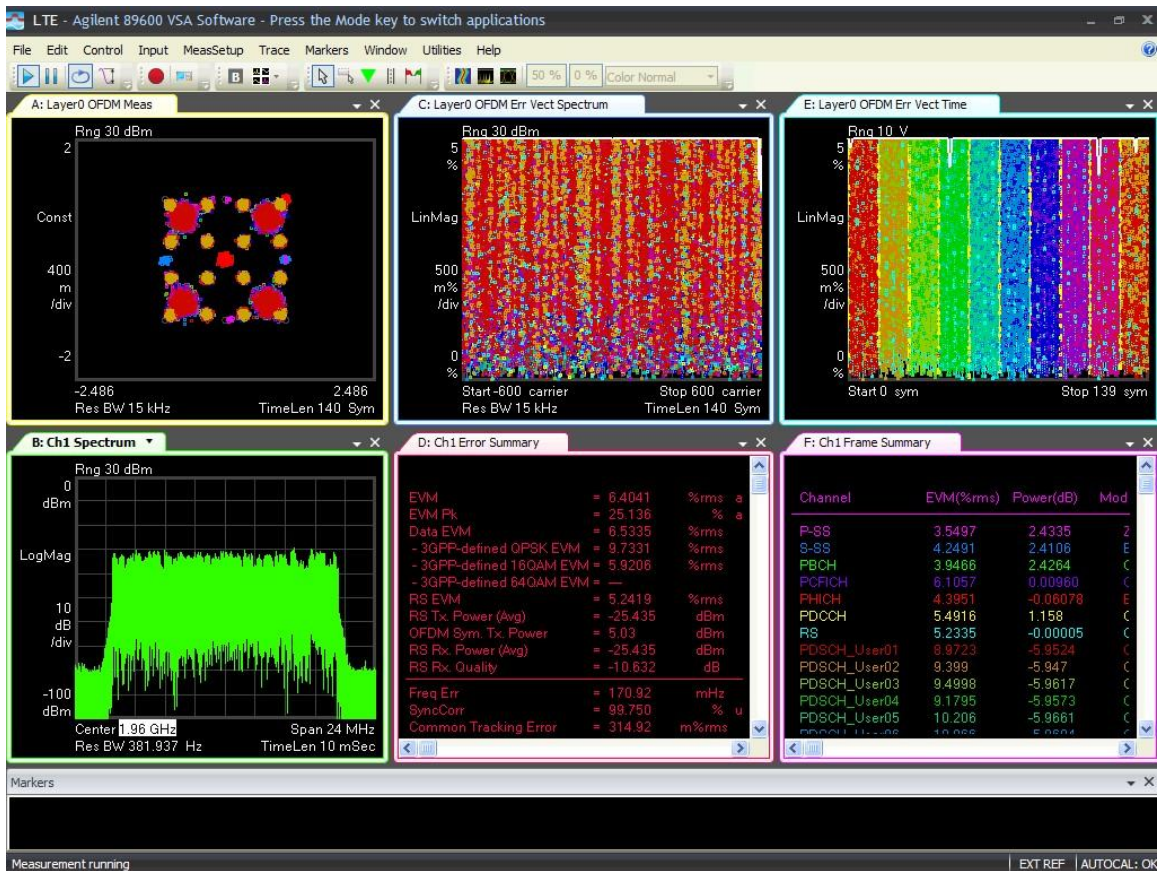 LTE - Agilent 89600 VSA Software - Press the Mode key to switch applications
File Edit Control Input MeasSetup Trace Markers Window Utilities Help
B 50 % 0 % Color Normal
A: Layer0 OFDM Meas
Rng 30 dBm
2
Const
400
m
/div
-2
-2.486 2.486
Res BW 15 kHz TimeLen 140 Sym
C: Layer0 OFDM Err Vect Spectrum
Rng 30 dBm
5
%
LinMag
500
m%
/div
0
%
Start -600 carrier Stop 600 carrier
Res BW 15 kHz TimeLen 140 Sym
E: Layer0 OFDM Err Vect Time
Rng 10 V
5
%
LinMag
500
m%
/div
0
%
Start 0 sym Stop 139 sym
B: Ch1 Spectrum
Rng 30 dBm
0
dBm
LogMag
10
dB
/div
-100
dBm
Center 1.96 GHz Span 24 MHz
Res BW 381.937 Hz TimeLen 10 mSec
D: Ch1 Error Summary
EVM = 6.4041 %rms a
EVM Pk = 25.136 % a
Data EVM = 6.5335 %rms
- 3GPP-defined QPSK EVM = 9.7331 %rms
- 3GPP-defined 16QAM EVM = 5.9206 %rms
- 3GPP-defined 64QAM EVM = —
RS EVM = 5.2419 %rms
RS Tx. Power (Avg) = -25.435 dBm
OFDM Sym. Tx. Power = 5.03 dBm
RS Rx. Power (Avg) = -25.435 dBm
RS Rx. Quality = -10.632 dB
Freq Err = 170.92 mHz
SyncCorr = 99.750 % u
Common Tracking Error = 314.92 m%rms
F: Ch1 Frame Summary
Channel EVM(%rms) Power(dB) Mod
P-SS 3.5497 2.4335 Z
S-SS 4.2491 2.4106
PBCH 3.9466 2.4264
PCFICH 6.1057 0.00960
PHICH 4.3951 -0.06078
PDCCH 5.4916 1.158
RS 5.2335 -0.00005
PDSCH_User01 8.9723 -5.9524
PDSCH_User02 9.399 -5.947
PDSCH_User03 9.4998 -5.9617
PDSCH_User04 9.1795 -5.9573
PDSCH_User05 10.206 -5.9661
Markers
Measurement running EXT REF AUTOCAL: OK